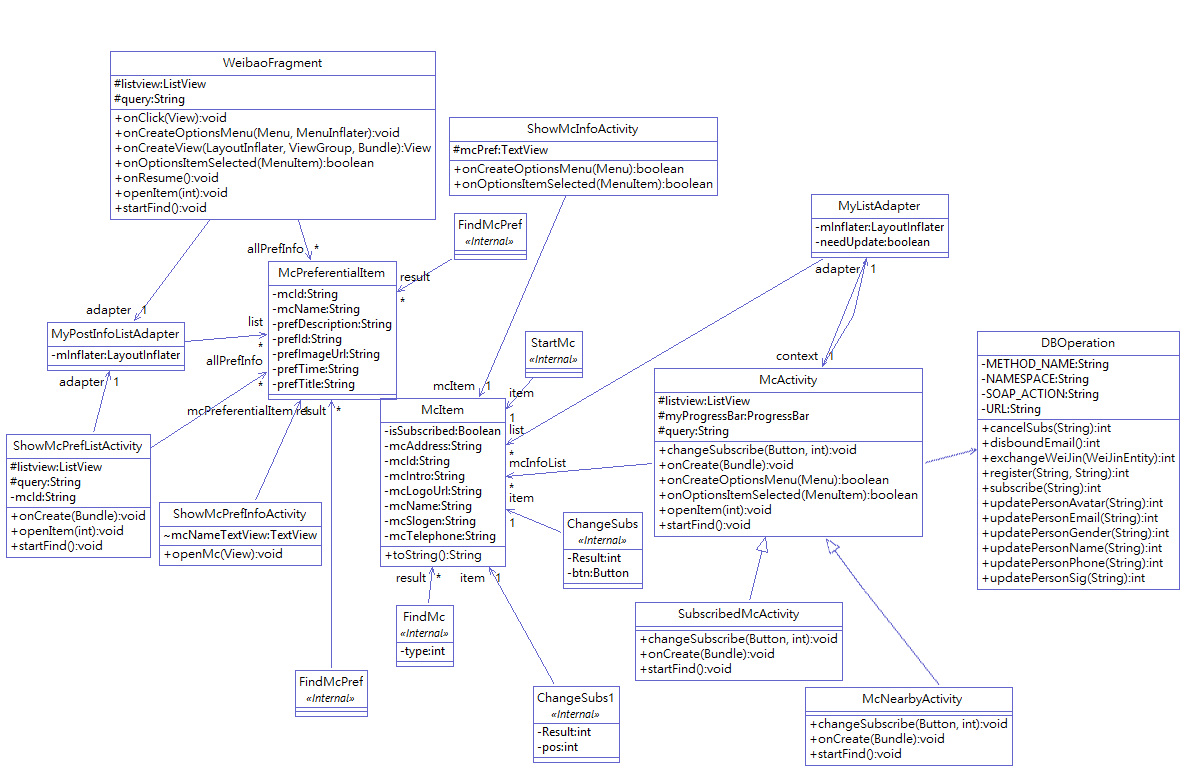 WeibaoFragment
#listview:ListView
#query:String
+onClick(View):void
+onCreateOptionsMenu(Menu, MenuInflater):void
+onCreateView(LayoutInflater, ViewGroup, Bundle):View
+onOptionsItemSelected(MenuItem):boolean
+onResume():void
+openItem(int):void
+startFind():void
ShowMcInfoActivity
#mcPref:TextView
+onCreateOptionsMenu(Menu):boolean
+onOptionsItemSelected(MenuItem):boolean
MyListAdapter
-mInflater:LayoutInflater
-needUpdate:boolean
adapter 1
FindMcPref
«Internal»
result
*
allPrefInfo *
McPreferentialItem
-mcId:String
-mcName:String
-prefDescription:String
-prefId:String
-prefImageUrl:String
-prefTime:String
-prefTitle:String
adapter 1
MyPostInfoListAdapter
-mInflater:LayoutInflater
adapter 1
list
*
allPrefInfo
*
mcPreferentialItem 1
result *
StartMc
«Internal»
item
1
mcItem 1
list
*
mcInfoList
*
item
1
context 1
McItem
-isSubscribed:Boolean
-mcAddress:String
-mcId:String
-mcIntro:String
-mcLogoUrl:String
-mcName:String
-mcSlogen:String
-mcTelephone:String
+toString():String
result *
item 1
McActivity
#listview:ListView
#myProgressBar:ProgressBar
#query:String
+changeSubscribe(Button, int):void
+onCreate(Bundle):void
+onCreateOptionsMenu(Menu):boolean
+onOptionsItemSelected(MenuItem):boolean
+openItem(int):void
+startFind():void
DBOperation
-METHOD_NAME:String
-NAMESPACE:String
-SOAP_ACTION:String
-URL:String
+cancelSubs(String):int
+disboundEmail():int
+exchangeWeiJin(WeiJinEntity):int
+register(String, String):int
+subscribe(String):int
+updatePersonAvatar(String):int
+updatePersonEmail(String):int
+updatePersonGender(String):int
+updatePersonName(String):int
+updatePersonPhone(String):int
+updatePersonSig(String):int
ShowMcPrefListActivity
#listview:ListView
#query:String
-mcId:String
+onCreate(Bundle):void
+openItem(int):void
+startFind():void
ShowMcPrefInfoActivity
~mcNameTextView:TextView
+openMc(View):void
ChangeSubs
«Internal»
-Result:int
-btn:Button
FindMc
«Internal»
-type:int
SubscribedMcActivity
+changeSubscribe(Button, int):void
+onCreate(Bundle):void
+startFind():void
FindMcPref
«Internal»
ChangeSubs1
«Internal»
-Result:int
-pos:int
McNearbyActivity
+changeSubscribe(Button, int):void
+onCreate(Bundle):void
+startFind():void